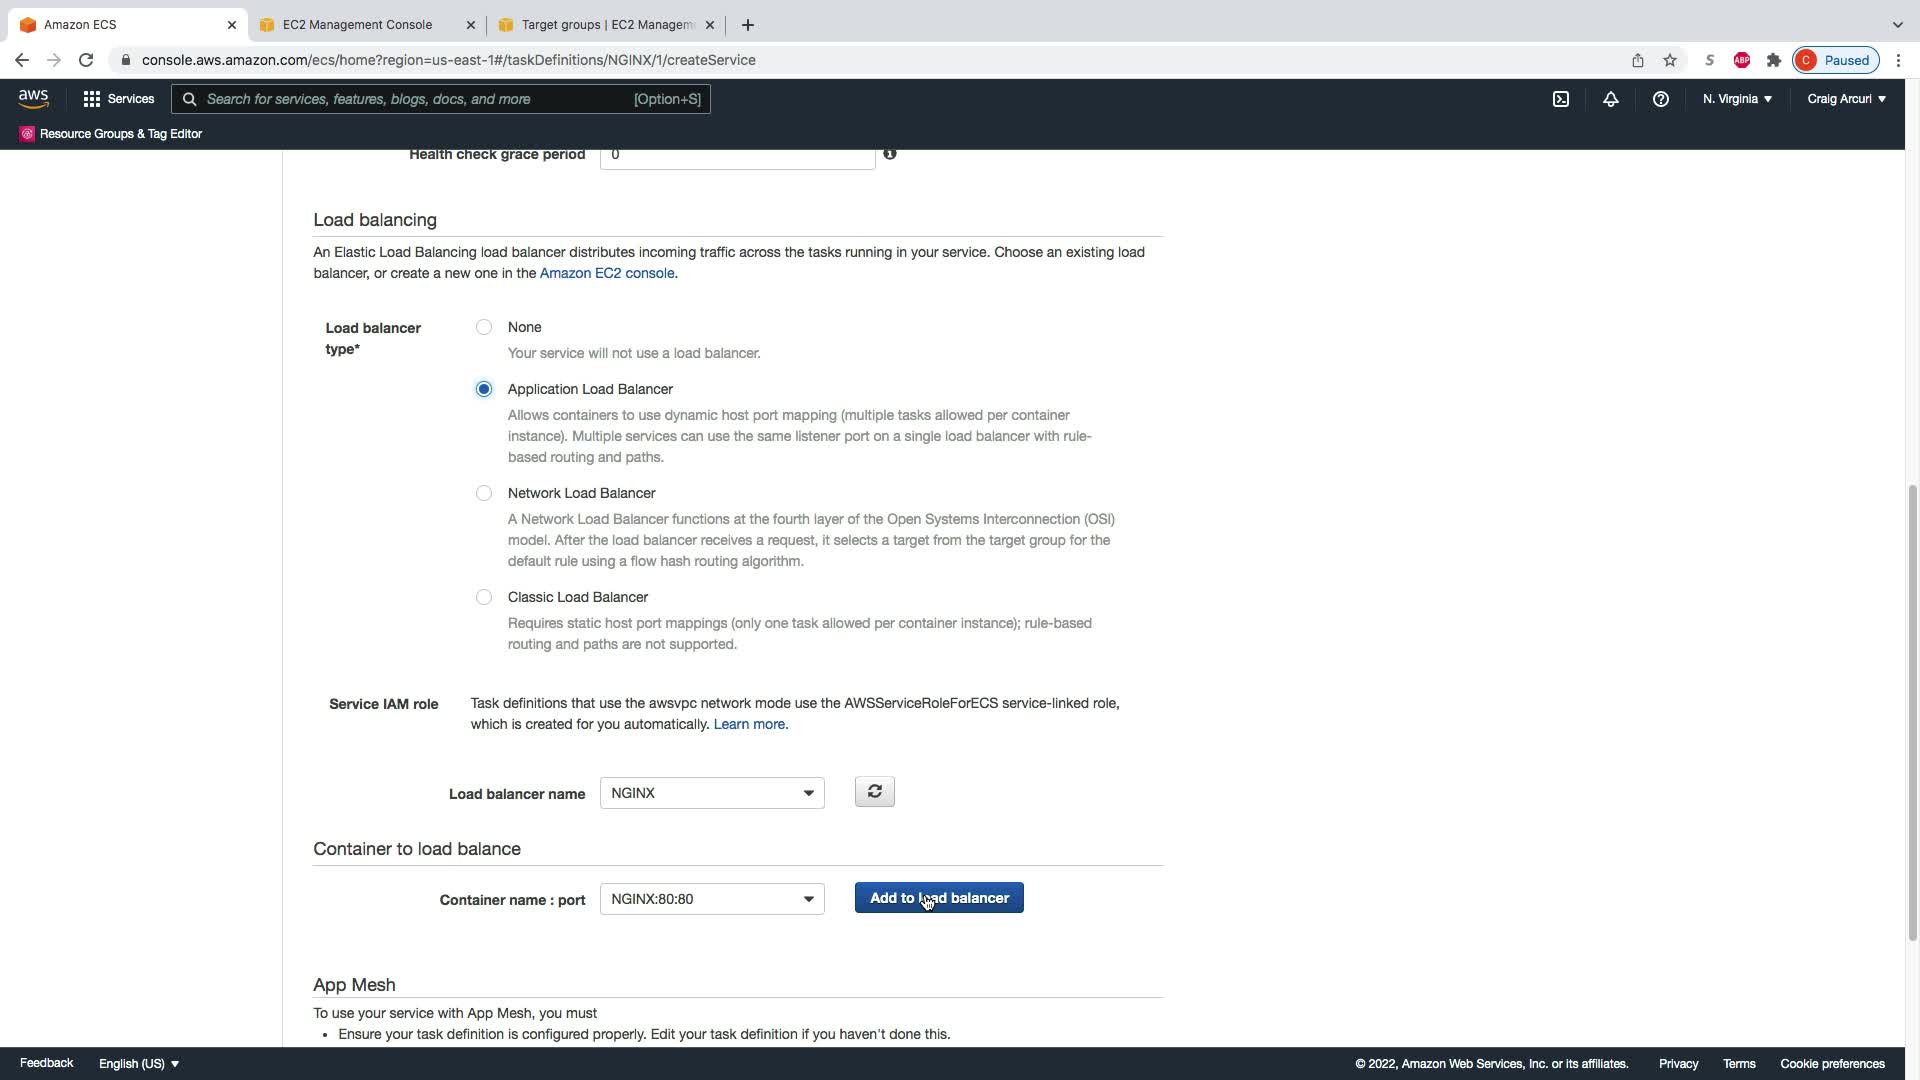 Amazon ECS
EC2 Management Console
Target groups | EC2 Managem
console.aws.amazon.com/ecs/home?region=us-east-1#/taskDefinitions/NGINX/1/createService
S
ABP
C
Paused
aws
Services
Search for services, features, blogs, docs, and more
[Option+S]
N. Virginia
Craig Arcuri
Resource Groups & Tag Editor
Health check grace period
0
Load balancing
An Elastic Load Balancing load balancer distributes incoming traffic across the tasks running in your service. Choose an existing load
balancer, or create a new one in the Amazon EC2 console.
Load balancer
type*
None
Your service will not use a load balancer.
Application Load Balancer
Allows containers to use dynamic host port mapping (multiple tasks allowed per container
instance). Multiple services can use the same listener port on a single load balancer with rule-
based routing and paths.
Network Load Balancer
A Network Load Balancer functions at the fourth layer of the Open Systems Interconnection (OSI)
model. After the load balancer receives a request, it selects a target from the target group for the
default rule using a flow hash routing algorithm.
Classic Load Balancer
Requires static host port mappings (only one task allowed per container instance); rule-based
routing and paths are not supported.
Service IAM role
Task definitions that use the awsvpc network mode use the AWSServiceRoleForECS service-linked role,
which is created for you automatically. Learn more.
Load balancer name
NGINX
Container to load balance
Container name : port
NGINX:80:80
Add to load balancer
App Mesh
To use your service with App Mesh, you must
• Ensure your task definition is configured properly. Edit your task definition if you haven't done this.
Feedback
English (US)
© 2022, Amazon Web Services, Inc. or its affiliates.
Privacy
Terms
Cookie preferences